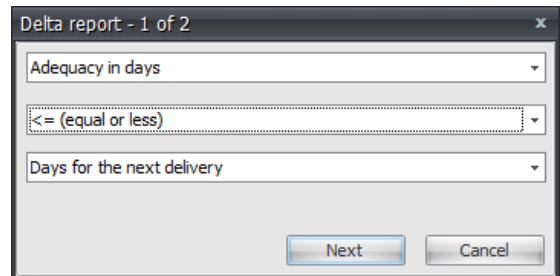 Delta report - 1 of 2
x
Adequacy in days
<= (equal or less)
Days for the next delivery
Next
Cancel